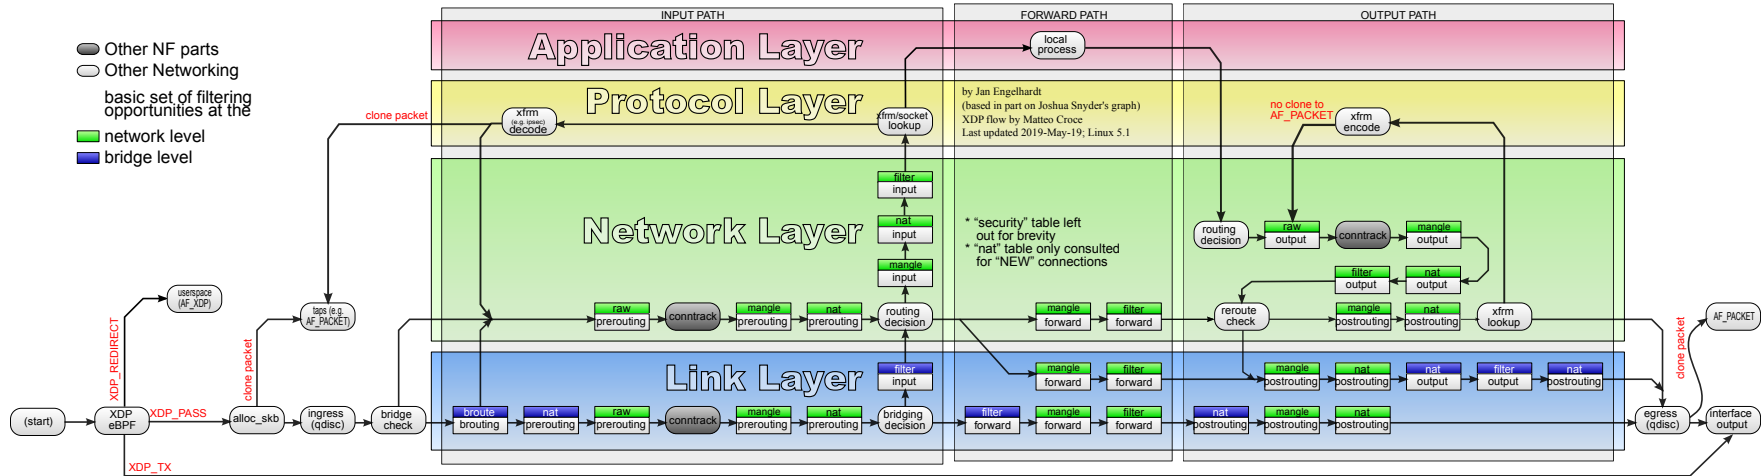 INPUT PATH
FORWARD PATH
OUTPUT PATH
Other NF parts
Other Networking
basic set of filtering
opportunities at the
network level
bridge level
Application Layer
local
process
Protocol Layer
clone packet
xfrm
(e.g. ipsec)
decode
xfrm/socket
lookup
by Jan Engelhardt
(based in part on Joshua Snyder's graph)
XDP flow by Matteo Croce
Last updated 2019-May-19; Linux 5.1
no clone to
AF_PACKET
xfrm
encode
Network Layer
filter
input
nat
input
mangle
input
* “security” table left
out for brevity
* “nat” table only consulted
for “NEW” connections
routing
decision
raw
output
conntrack
mangle
output
filter
output
nat
output
userspace
(AF_XDP)
taps (e.g.
AF_PACKET)
raw
prerouting
conntrack
mangle
prerouting
nat
prerouting
routing
decision
mangle
forward
filter
forward
reroute
check
mangle
postrouting
nat
postrouting
xfrm
lookup
AF_PACKET
Link Layer
filter
input
mangle
forward
filter
forward
mangle
postrouting
nat
postrouting
nat
output
filter
output
nat
postrouting
clone packet
XDP_REDIRECT
clone packet
(start)
XDP
eBPF
XDP_PASS
alloc_skb
ingress
(qdisc)
bridge
check
broute
brouting
nat
prerouting
raw
prerouting
conntrack
mangle
prerouting
nat
prerouting
bridging
decision
filter
forward
mangle
forward
filter
forward
nat
postrouting
mangle
postrouting
nat
postrouting
egress
(qdisc)
interface
output
XDP_TX